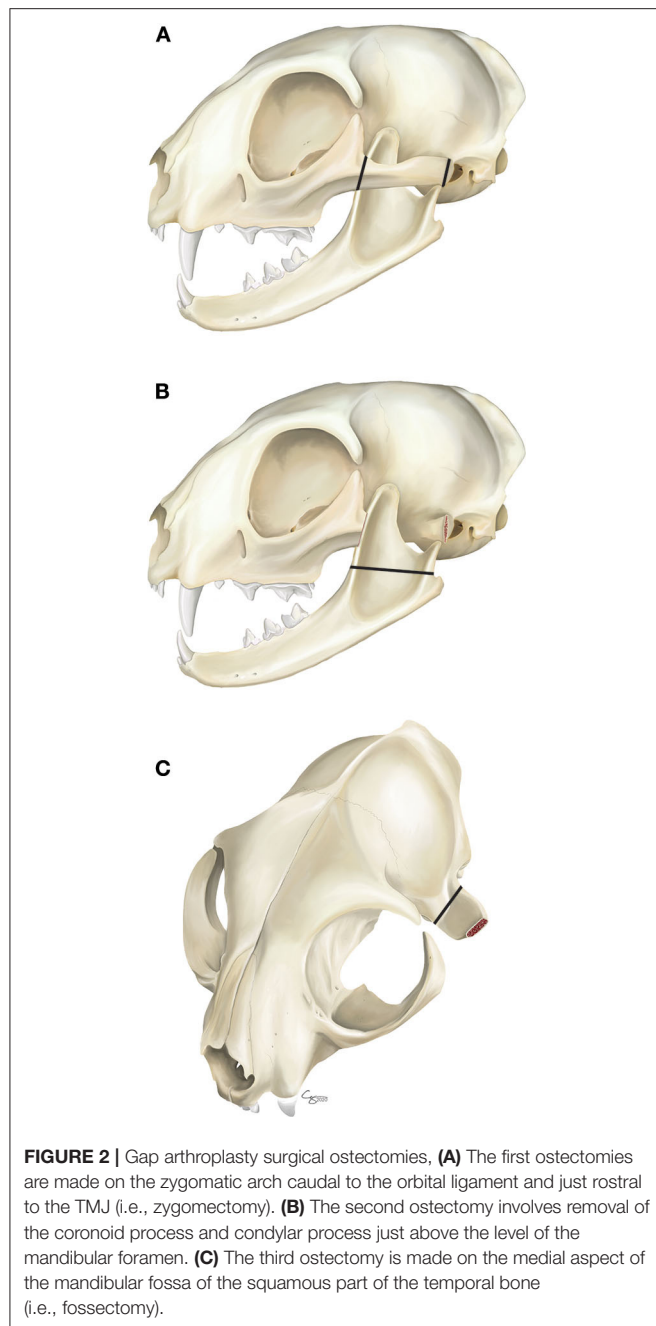 A
B
C
FIGURE 2 | Gap arthroplasty surgical ostectomies, (A) The first ostectomies
are made on the zygomatic arch caudal to the orbital ligament and just rostral
to the TMJ (i.e., zygomectomy). (B) The second ostectomy involves removal of
the coronoid process and condylar process just above the level of the
mandibular foramen. (C) The third ostectomy is made on the medial aspect of
the mandibular fossa of the squamous part of the temporal bone
(i.e., fossectomy).